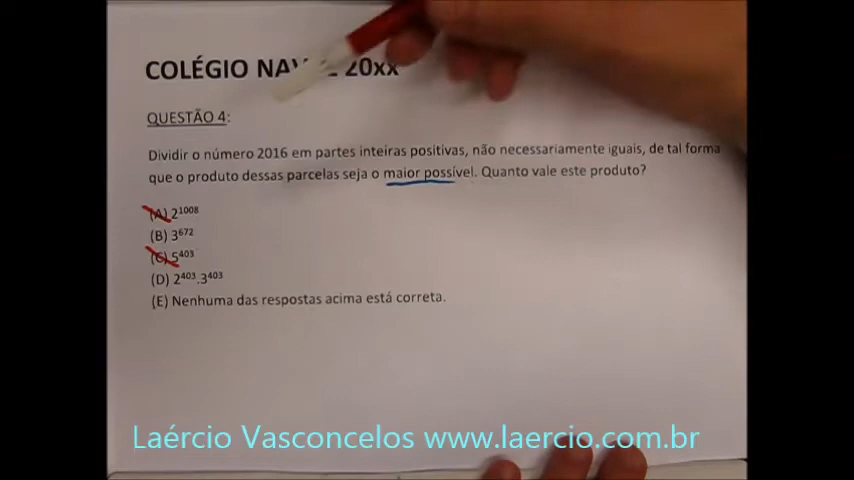 COLÉGIO NAV 20xx
QUESTÃO 4:
Dividir o número 2016 em partes inteiras positivas, não necessariamente iguais, de tal forma
que o produto dessas parcelas seja o maior possível. Quanto vale este produto?
(A) 2¹⁰⁰⁸
(B) 3⁶⁷²
(C) 5⁴⁰³
(D) 2⁴⁰³.3⁴⁰³
(E) Nenhuma das respostas acima está correta.
Laércio Vasconcelos www.laercio.com.br